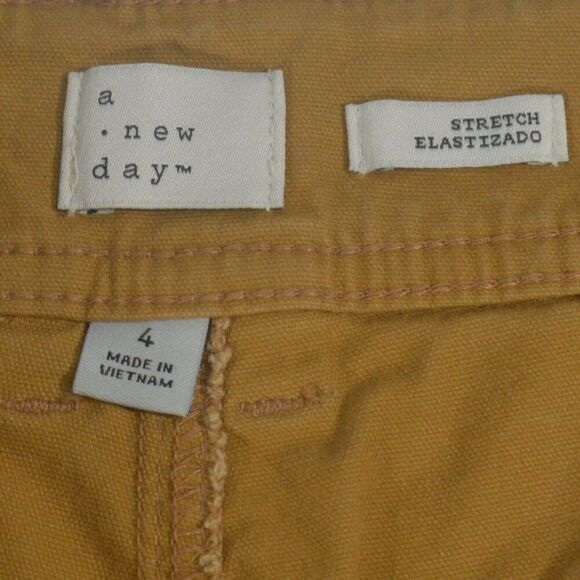 a
· new
day™
STRETCH
ELASTIZADO
4
MADE IN
VIETNAM